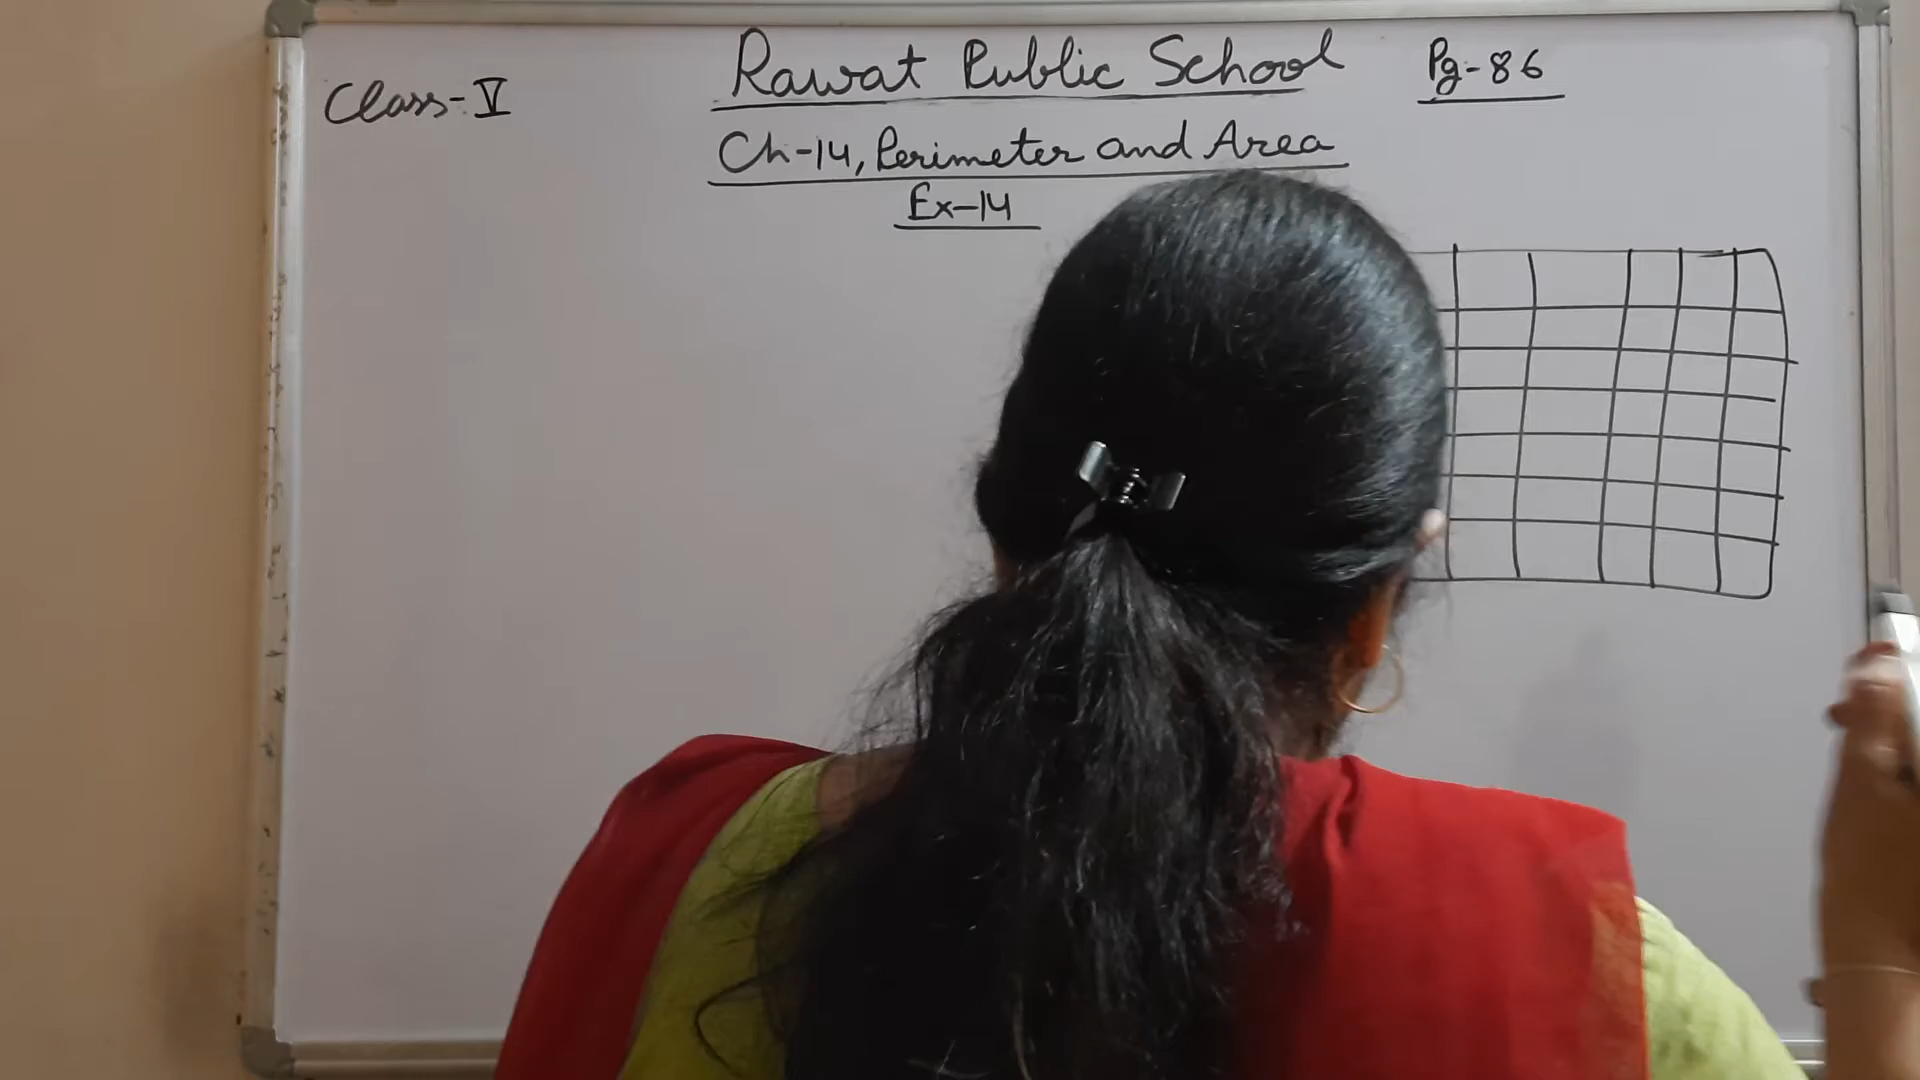 Class-V
Rawat Public School
Pg-86
Ch-14, Perimeter and Area
Ex-14